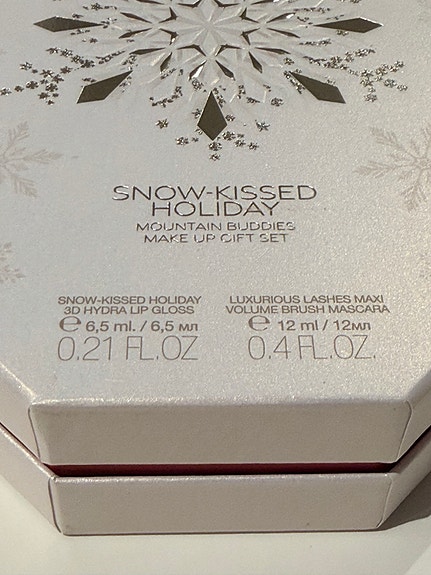 SNOW-KISSED
HOLIDAY
MOUNTAIN BUDDIES
MAKE UP GIFT SET
SNOW-KISSED HOLIDAY
3D HYDRA LIP GLOSS
℮ 6,5 ml. / 6,5 мл
0.21 FL.OZ
LUXURIOUS LASHES MAXI
VOLUME BRUSH MASCARA
℮ 12 ml / 12мл
0.4 FL.OZ.